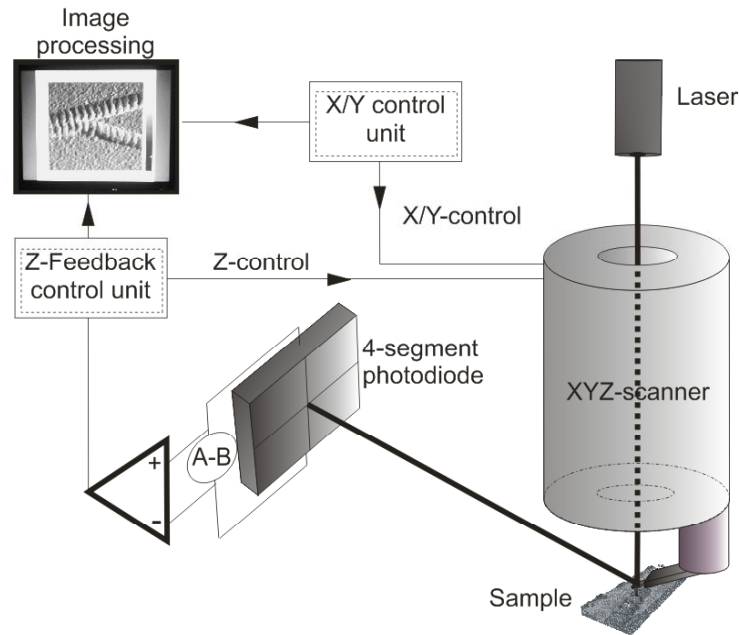 Image
processing
X/Y control
unit
Laser
X/Y-control
Z-Feedback
control unit
Z-control
4-segment
photodiode
XYZ-scanner
+
A-B
-
Sample